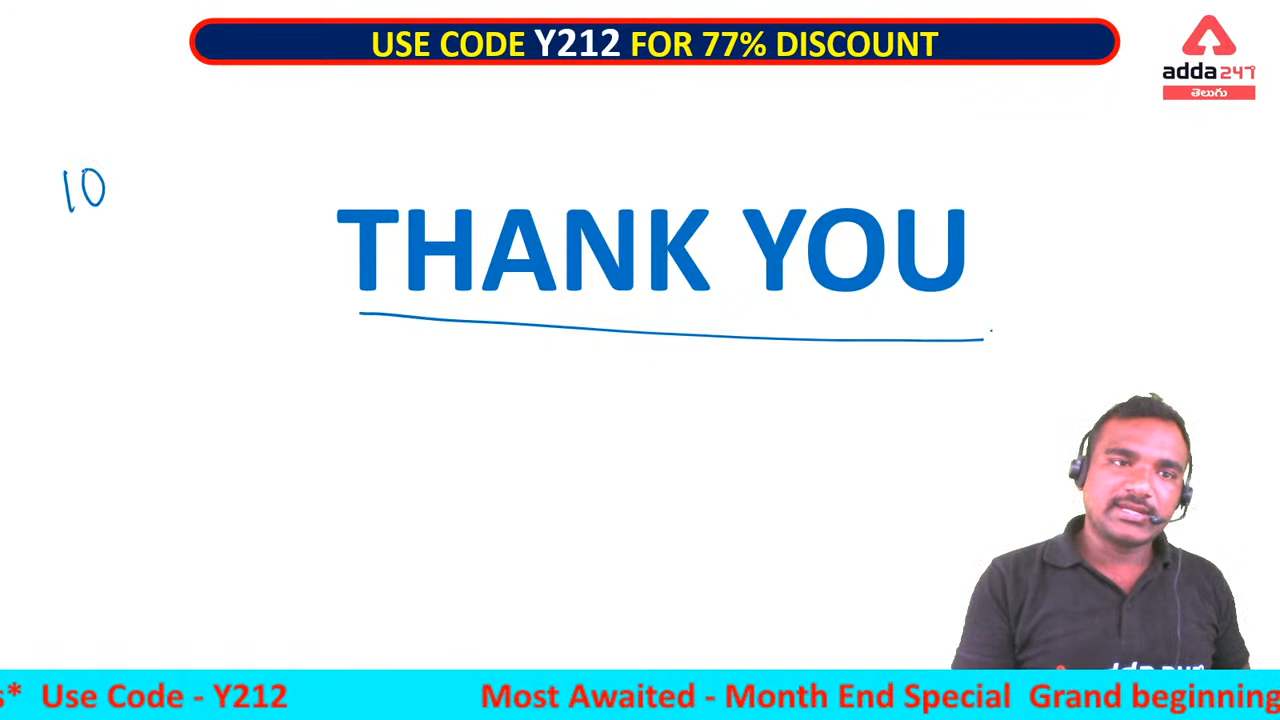 USE CODE Y212 FOR 77% DISCOUNT
adda247
తెలుగు
10
THANK YOU
s* Use Code - Y212 Most Awaited - Month End Special Grand beginning